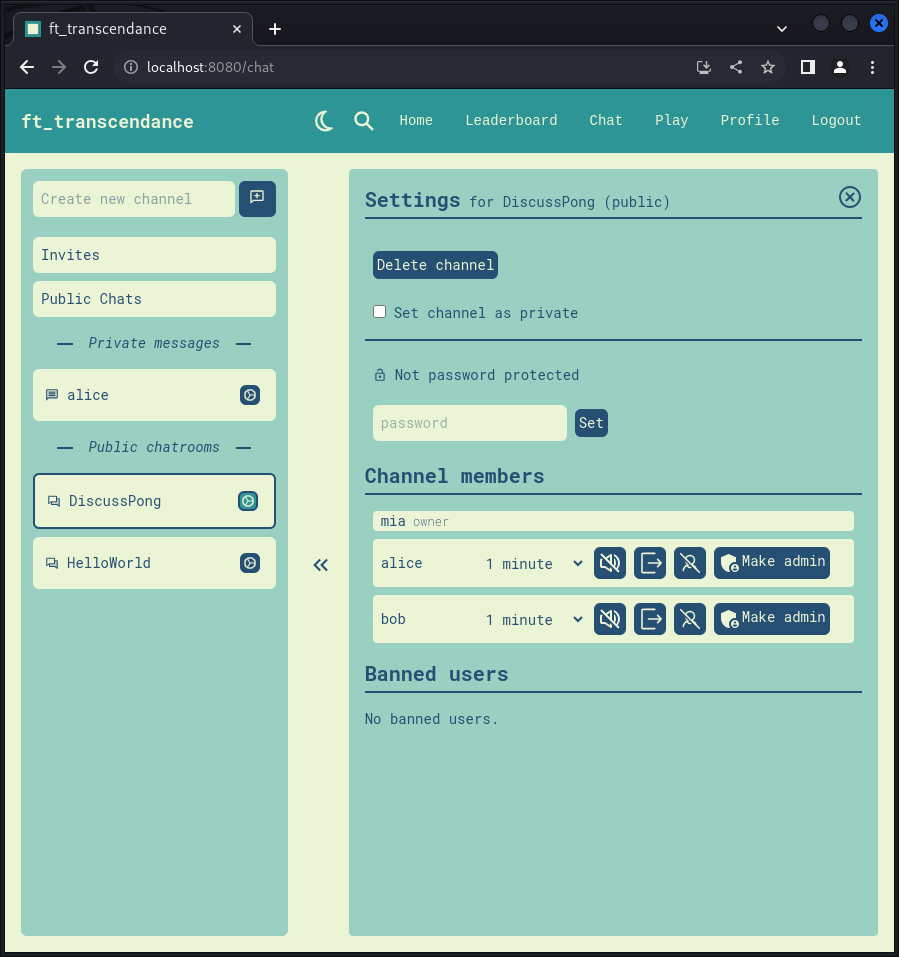 ft_transcendance
localhost:8080/chat
ft_transcendance Home Leaderboard Chat Play Profile Logout
Create new channel
Invites
Public Chats
Private messages
alice
Public chatrooms
DiscussPong
HelloWorld
Settings for DiscussPong (public)
Delete channel
Set channel as private
Not password protected
password Set
Channel members
mia owner
alice 1 minute Make admin
bob 1 minute Make admin
Banned users
No banned users.